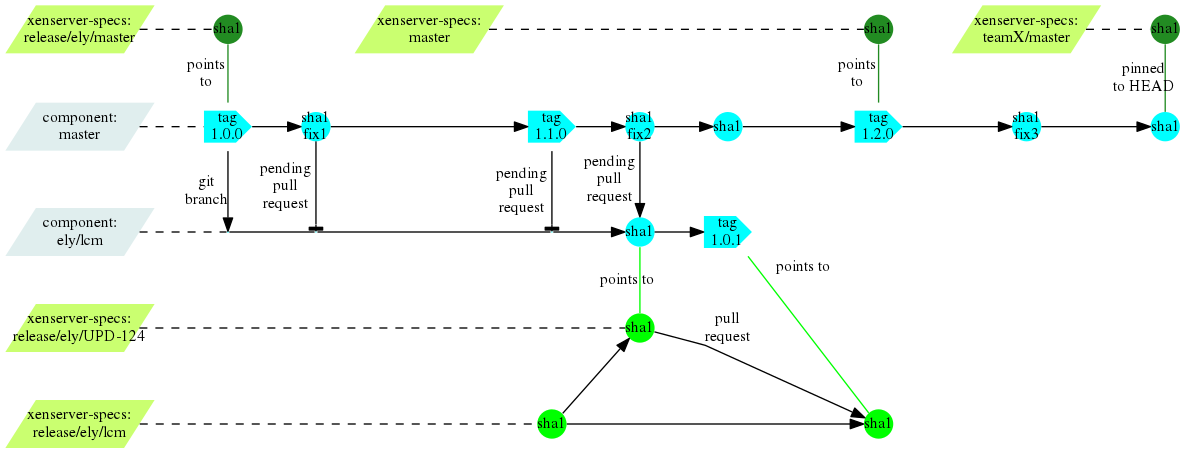 xenserver-specs:
release/ely/master
sha1
xenserver-specs:
master
sha1
xenserver-specs:
teamX/master
sha1
points
to
points
to
pinned
to HEAD
component:
master
tag
1.0.0
sha1
fix1
tag
1.1.0
sha1
fix2
sha1
tag
1.2.0
sha1
fix3
sha1
git
branch
pending
pull
request
pending
pull
request
pending
pull
request
component:
ely/lcm
sha1
tag
1.0.1
points to
points to
xenserver-specs:
release/ely/UPD-124
sha1
pull
request
xenserver-specs:
release/ely/lcm
sha1
sha1